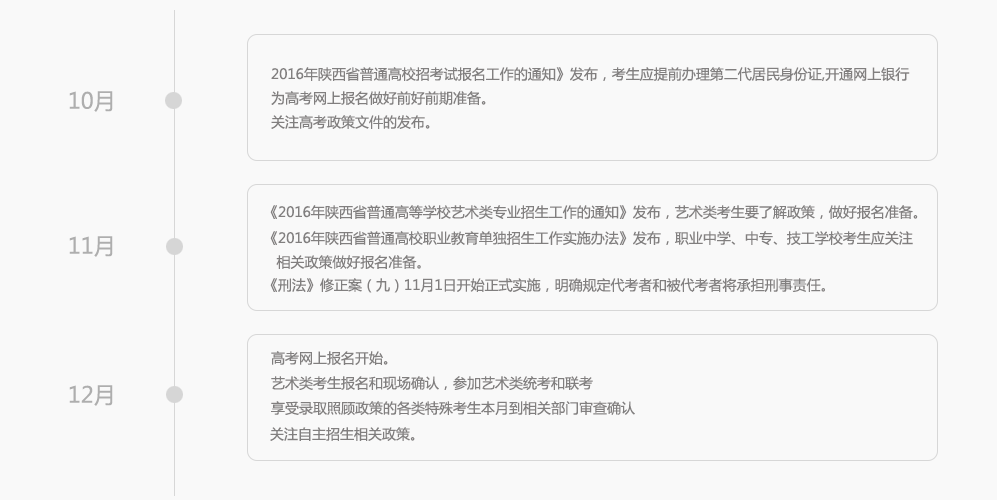 10月
2016年陕西省普通高校招考试报名工作的通知》发布，考生应提前办理第二代居民身份证,开通网上银行
为高考网上报名做好前好前期准备。
关注高考政策文件的发布。
11月
《2016年陕西省普通高等学校艺术类专业招生工作的通知》发布，艺术类考生要了解政策，做好报名准备。
《2016年陕西省普通高校职业教育单独招生工作实施办法》发布，职业中学、中专、技工学校考生应关注
相关政策做好报名准备。
《刑法》修正案（九）11月1日开始正式实施，明确规定代考者和被代考者将承担刑事责任。
12月
高考网上报名开始。
艺术类考生报名和现场确认，参加艺术类统考和联考
享受录取照顾政策的各类特殊考生本月到相关部门审查确认
关注自主招生相关政策。